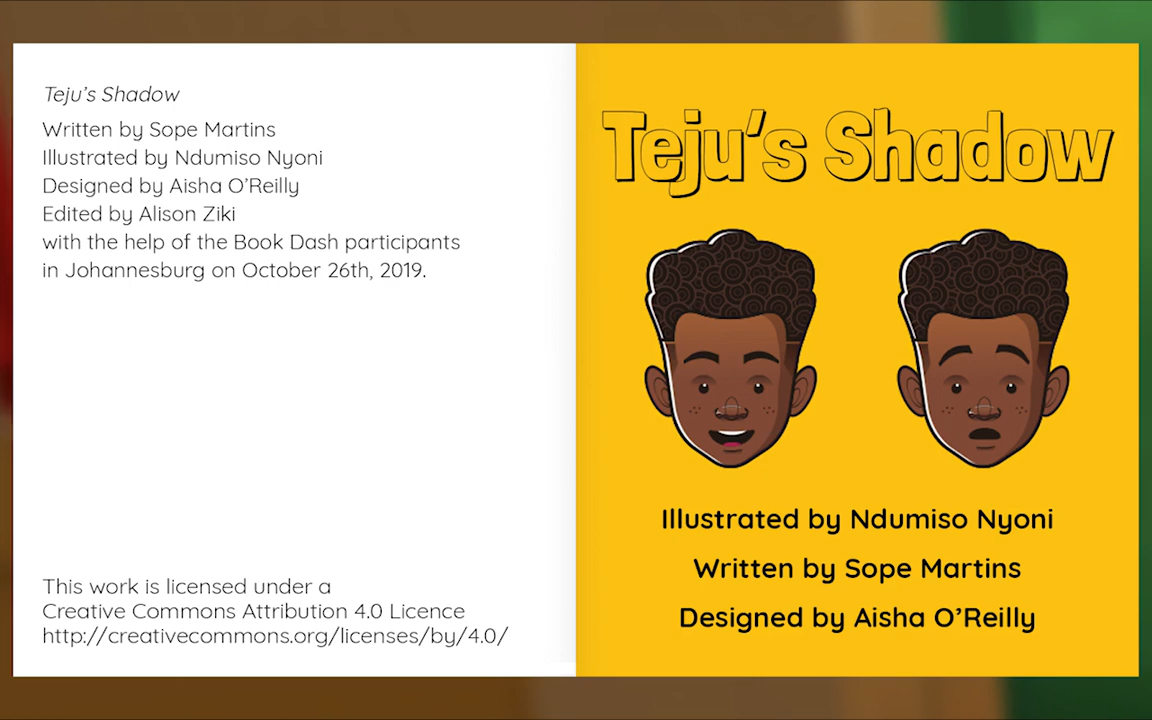 Teju's Shadow
Written by Sope Martins
Illustrated by Ndumiso Nyoni
Designed by Aisha O'Reilly
Edited by Alison Ziki
with the help of the Book Dash participants
in Johannesburg on October 26th, 2019.
This work is licensed under a
Creative Commons Attribution 4.0 Licence
http://creativecommons.org/licenses/by/4.0/
Teju's Shadow
Illustrated by Ndumiso Nyoni
Written by Sope Martins
Designed by Aisha O'Reilly